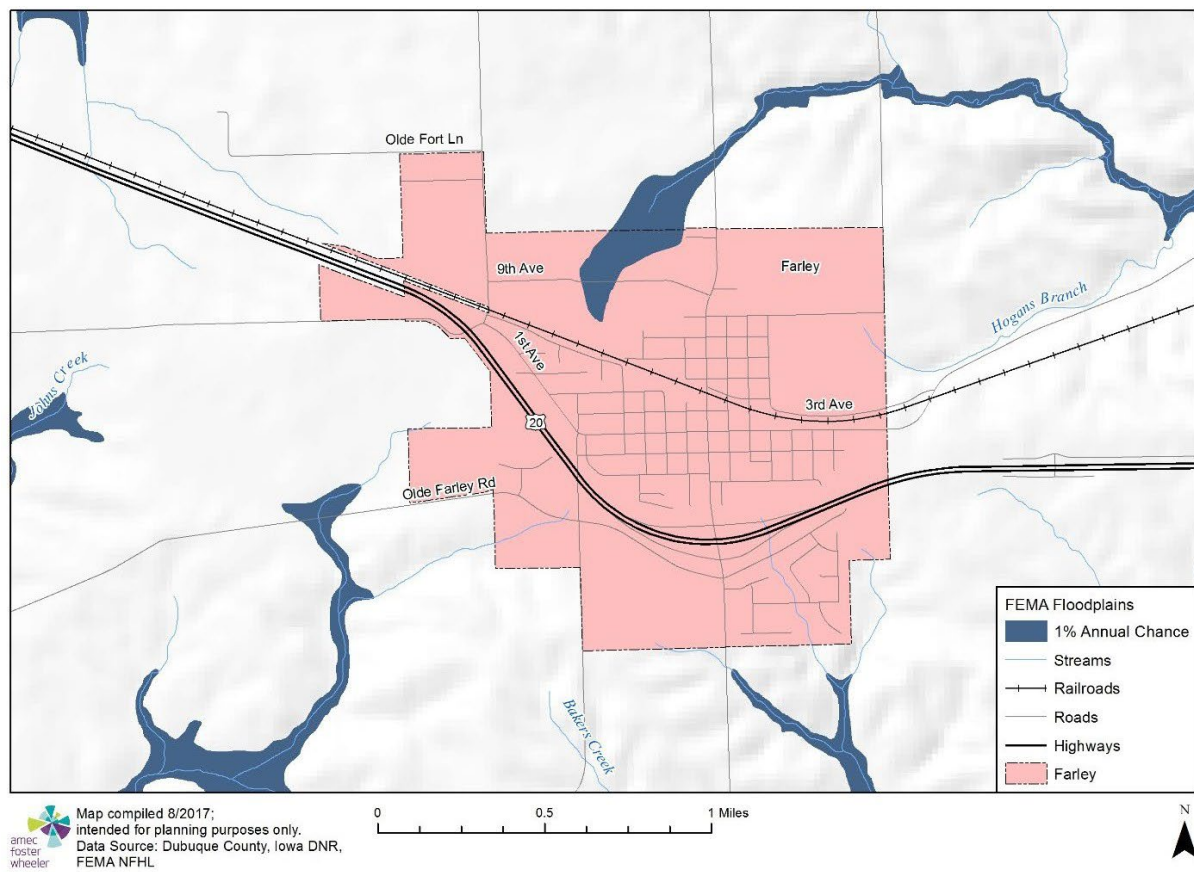 Olde Fort Ln
9th Ave
Farley
Hogans Branch
1st Ave
Johns Creek
3rd Ave
20
Olde Farley Rd
Bakers Creek
FEMA Floodplains
1% Annual Chance
Streams
Railroads
Roads
Highways
Farley
amec
foster
wheeler
Map compiled 8/2017;
intended for planning purposes only.
Data Source: Dubuque County, Iowa DNR,
FEMA NFHL
0 0.5 1 Miles
N